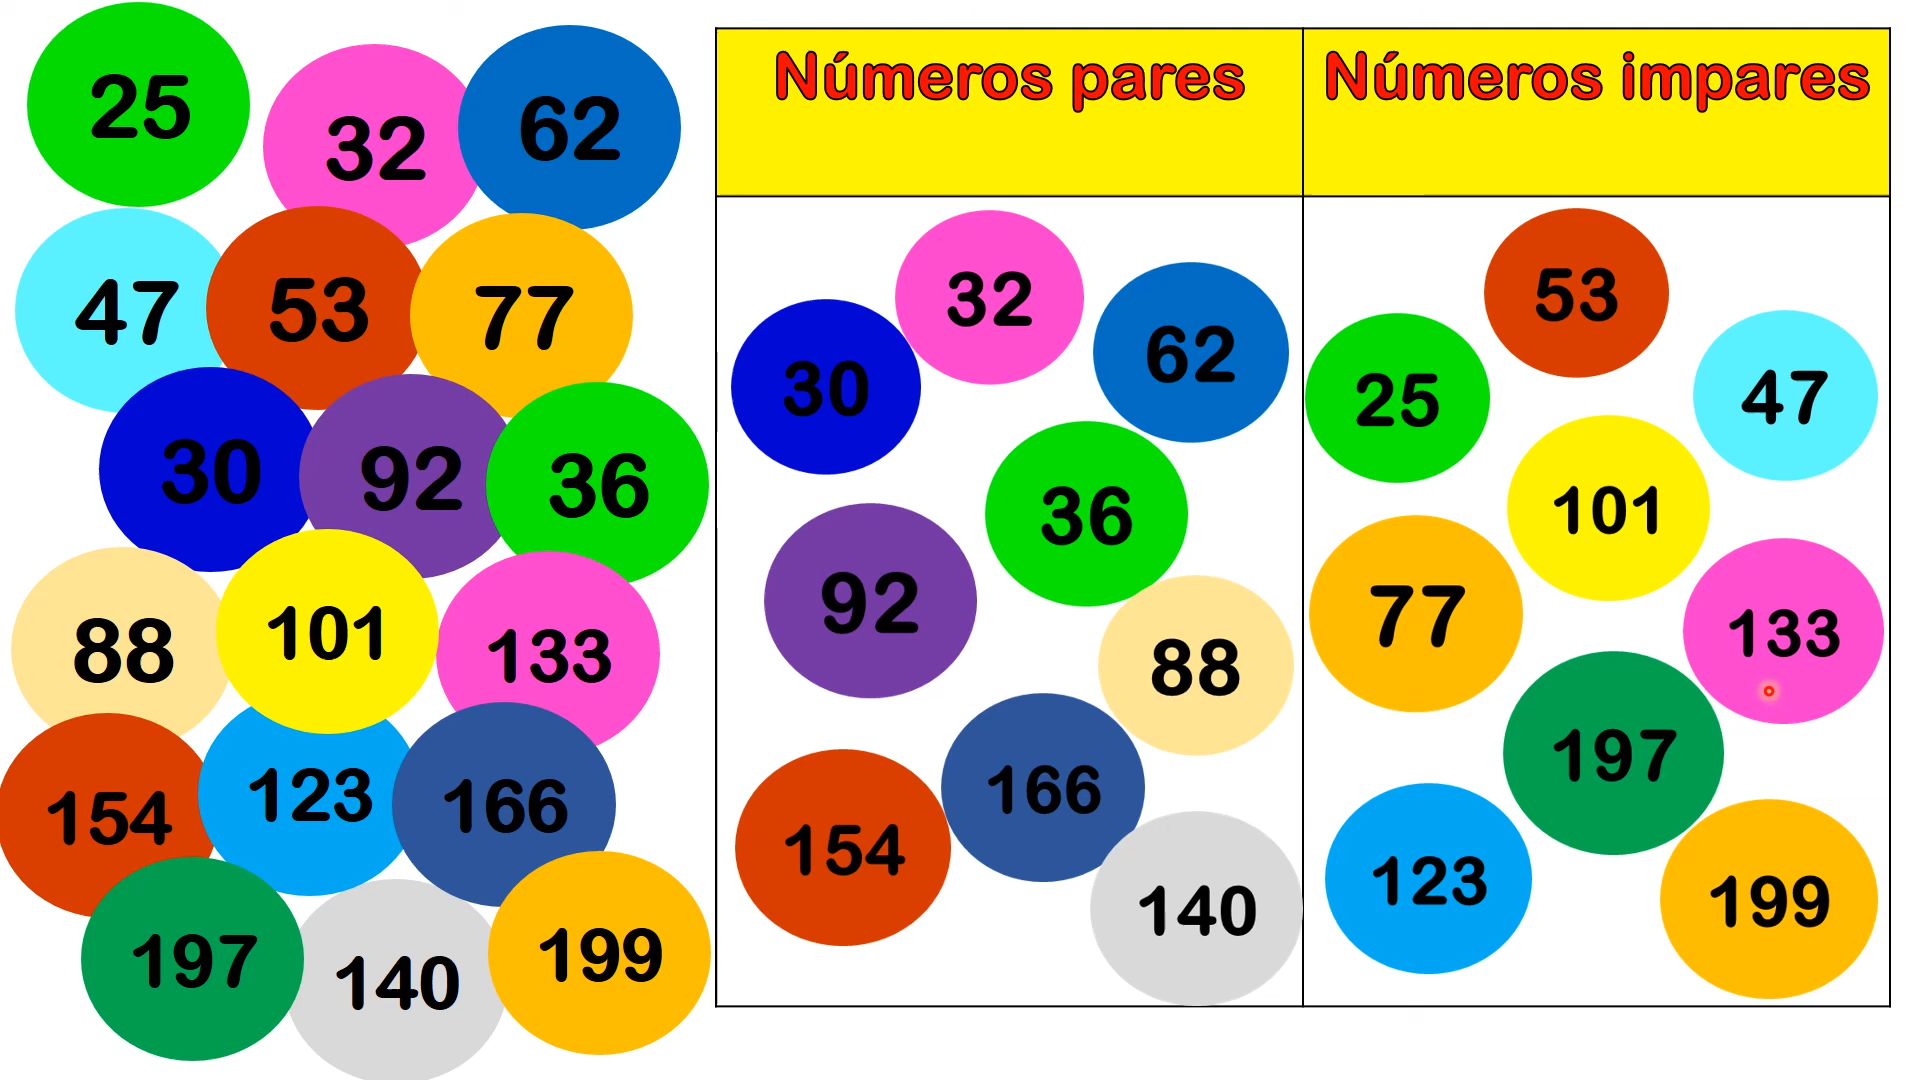 25 32 62
47 53 77
30 92 36
88 101 133
154 123 166
197 140 199
Números pares
32
30 62
36
92
88
166
154
140
Números impares
53
25 47
101
77 133
197
123 199